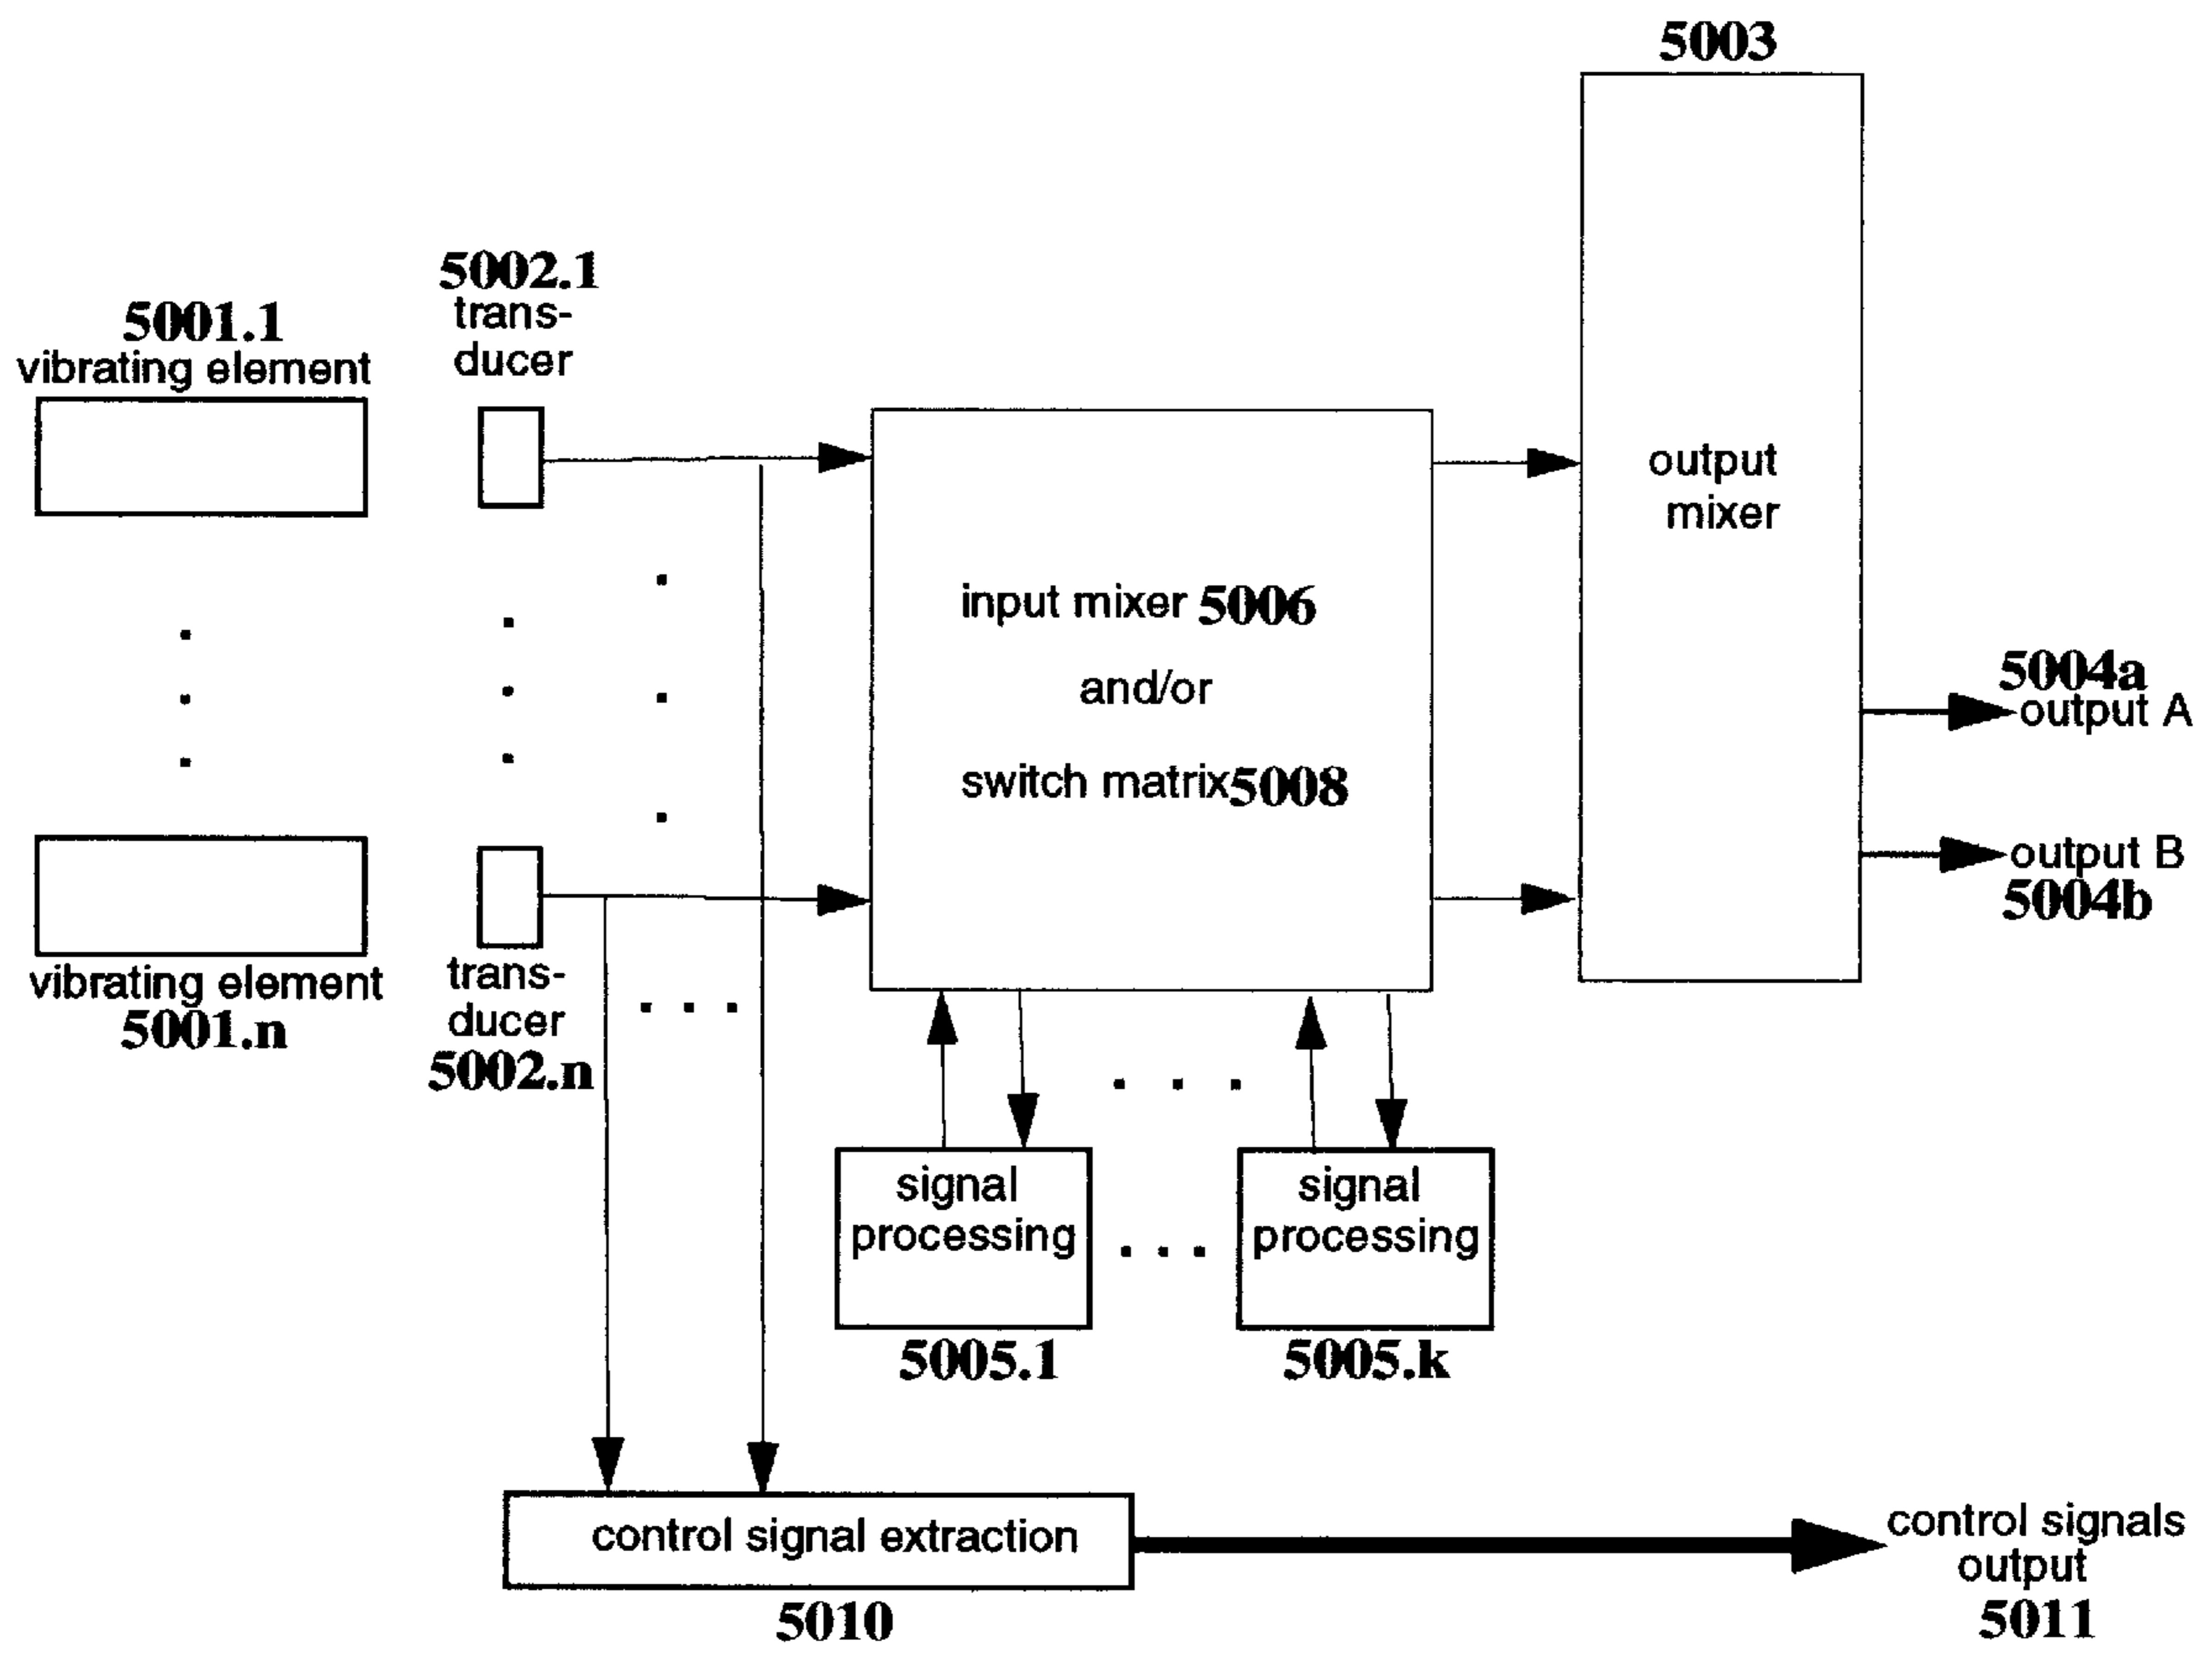 5003
5002.1
trans-
ducer
5001.1
vibrating element
output
mixer
input mixer 5006
and/or
switch matrix5008
5004a
output A
output B
5004b
vibrating element
5001.n
trans-
ducer
5002.n
signal
processing
5005.1
signal
processing
5005.k
control signal extraction
5010
control signals
output
5011